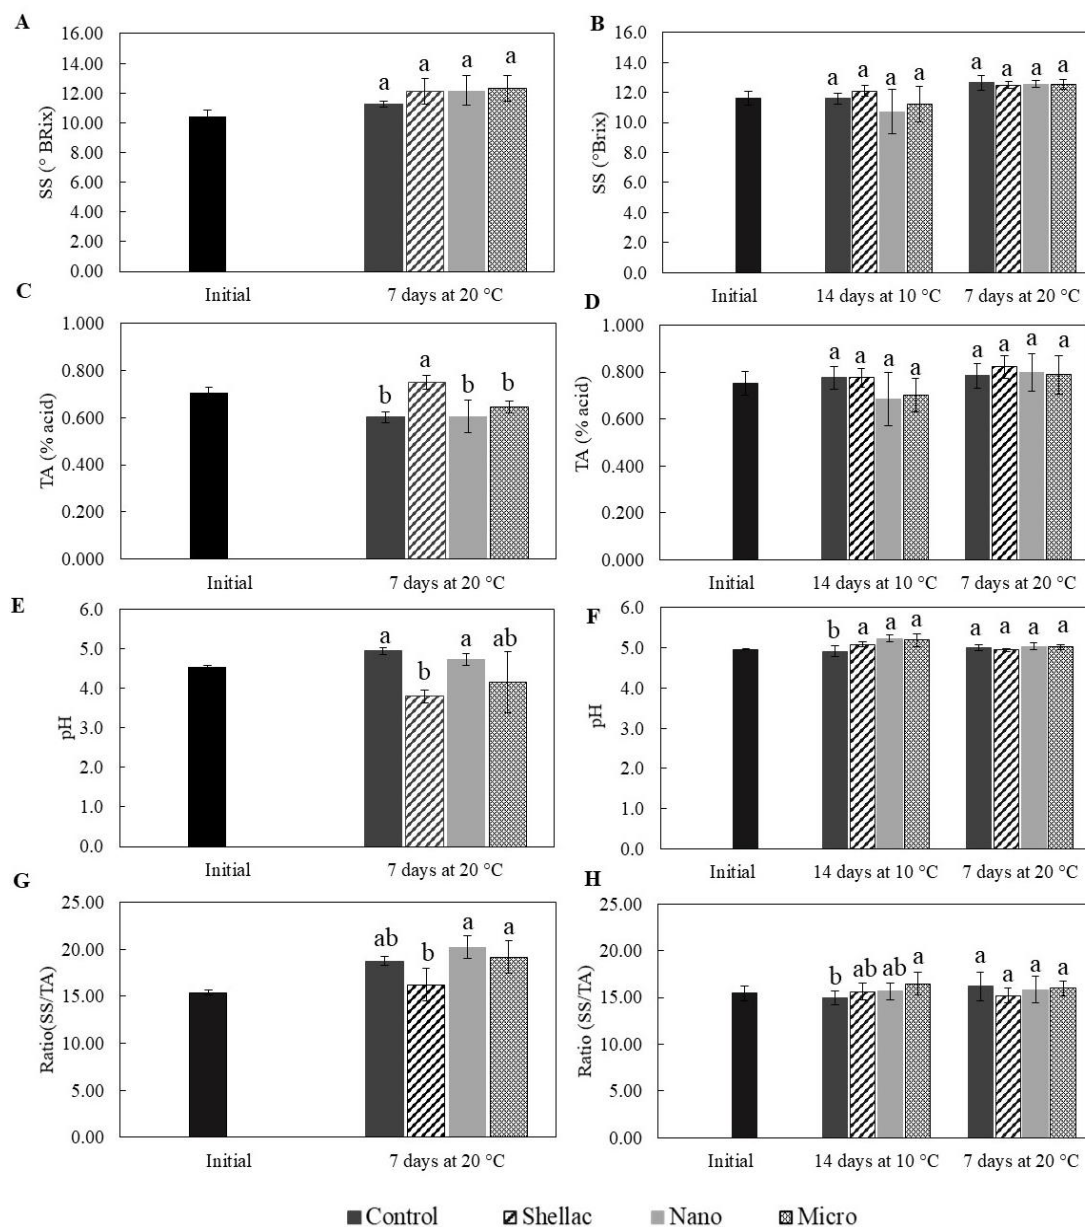 A
SS (° BRix)
16.00
14.00
12.00
10.00
8.00
6.00
4.00
2.00
0.00
a a a a
Initial 7 days at 20 °C
B
SS (°Brix)
16.0
14.0
12.0
10.0
8.0
6.0
4.0
2.0
0.0
a a a a a a a a
Initial 14 days at 10 °C 7 days at 20 °C
C
TA (% acid)
1.000
0.800
0.600
0.400
0.200
0.000
b a b b
Initial 7 days at 20 °C
D
TA (% acid)
1.000
0.800
0.600
0.400
0.200
0.000
a a a a a a a a
Initial 14 days at 10 °C 7 days at 20 °C
E
pH
6.0
5.0
4.0
3.0
2.0
1.0
0.0
a b a ab
Initial 7 days at 20 °C
F
pH
6.0
5.0
4.0
3.0
2.0
1.0
0.0
b a a a a a a a
Initial 14 days at 10 °C 7 days at 20 °C
G
Ratio(SS/TA)
25.00
20.00
15.00
10.00
5.00
0.00
ab b a a
Initial 7 days at 20 °C
H
Ratio (SS/TA)
25.00
20.00
15.00
10.00
5.00
0.00
b ab ab a a a a a
Initial 14 days at 10 °C 7 days at 20 °C
Control Shellac Nano Micro